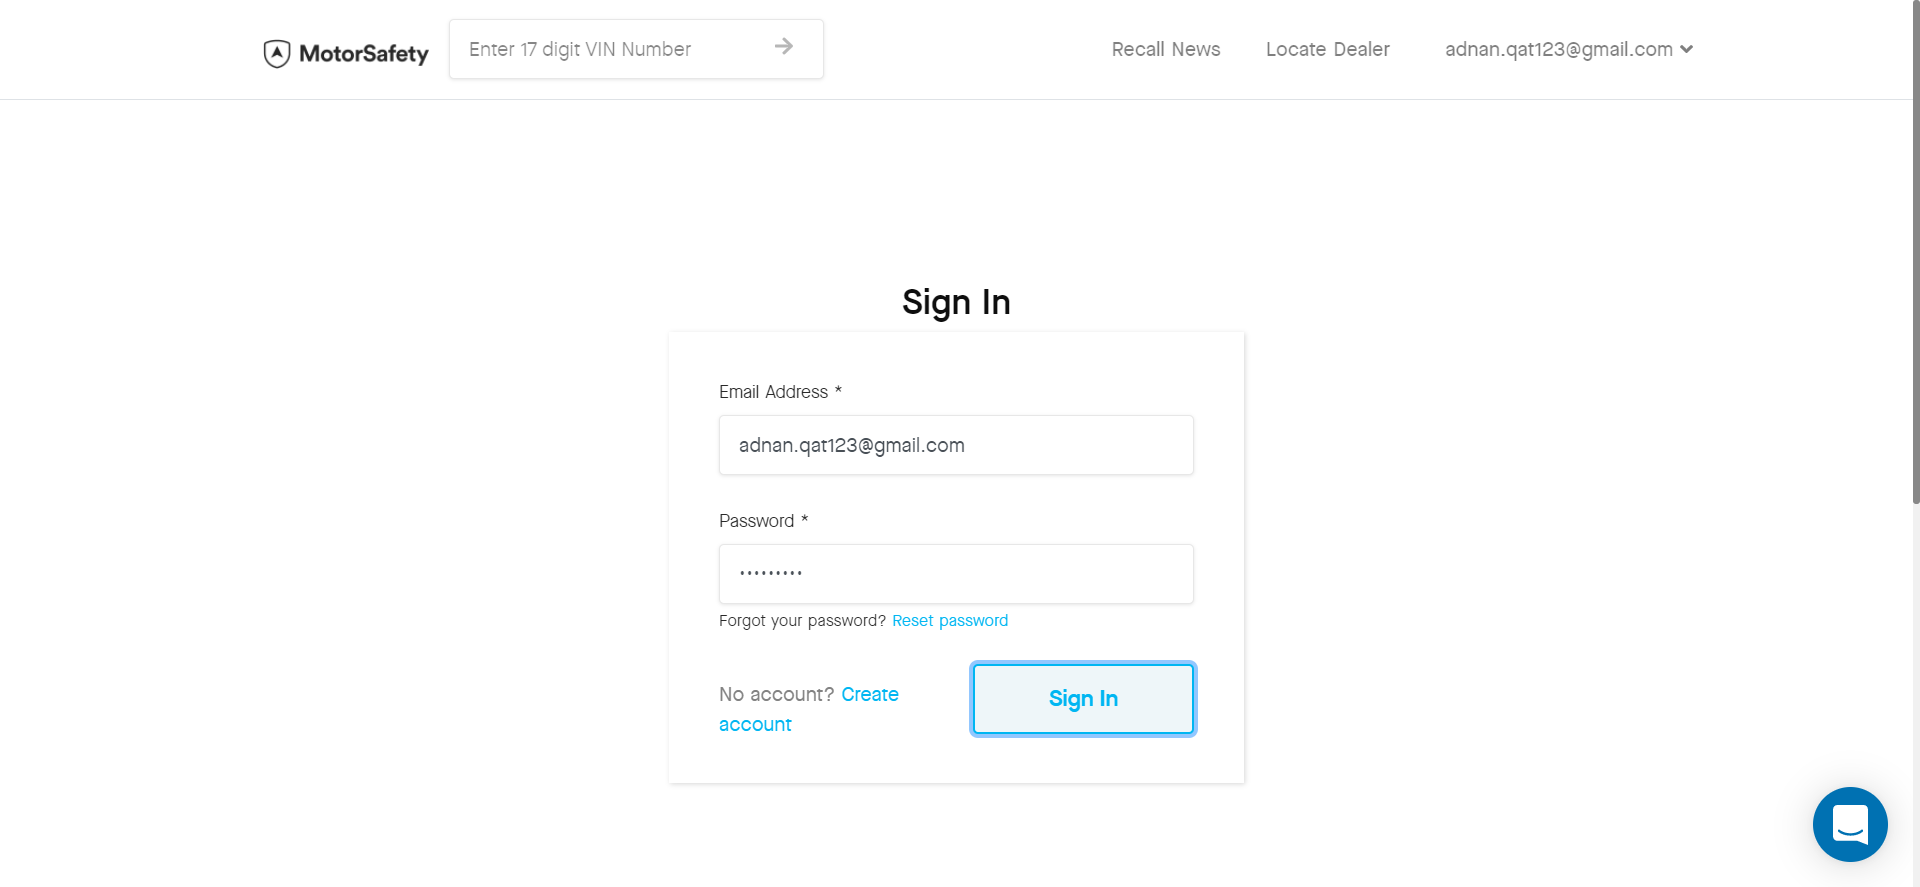 MotorSafety
Enter 17 digit VIN Number
Recall News
Locate Dealer
adnan.qat123@gmail.com
Sign In
Email Address *
adnan.qat123@gmail.com
Password *
•••••••••
Forgot your password? Reset password
No account? Create
account
Sign In